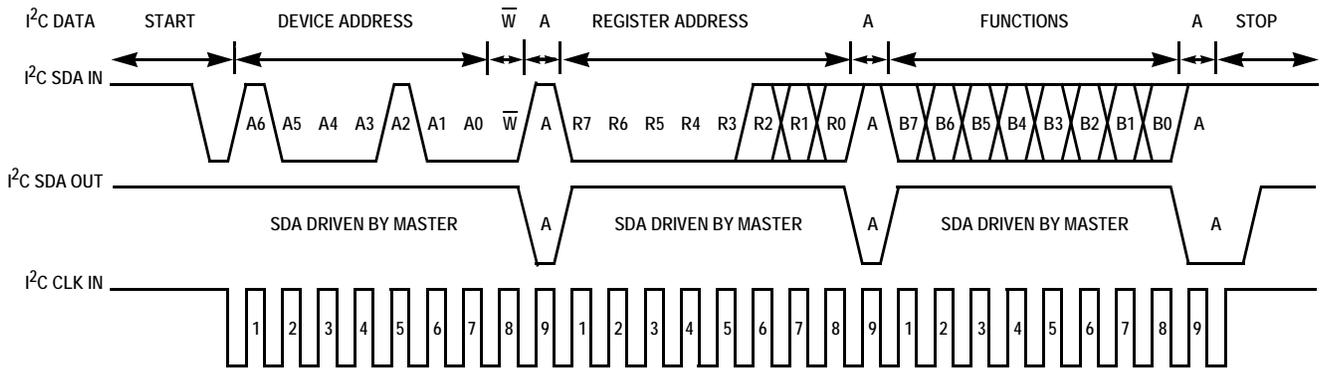 I²C DATA START DEVICE ADDRESS W̅ A REGISTER ADDRESS A FUNCTIONS A STOP
I²C SDA IN
A6 A5 A4 A3 A2 A1 A0 W̅ A R7 R6 R5 R4 R3 R2 R1 R0 A B7 B6 B5 B4 B3 B2 B1 B0 A
I²C SDA OUT
SDA DRIVEN BY MASTER A SDA DRIVEN BY MASTER A SDA DRIVEN BY MASTER A
I²C CLK IN
1 2 3 4 5 6 7 8 9 1 2 3 4 5 6 7 8 9 1 2 3 4 5 6 7 8 9